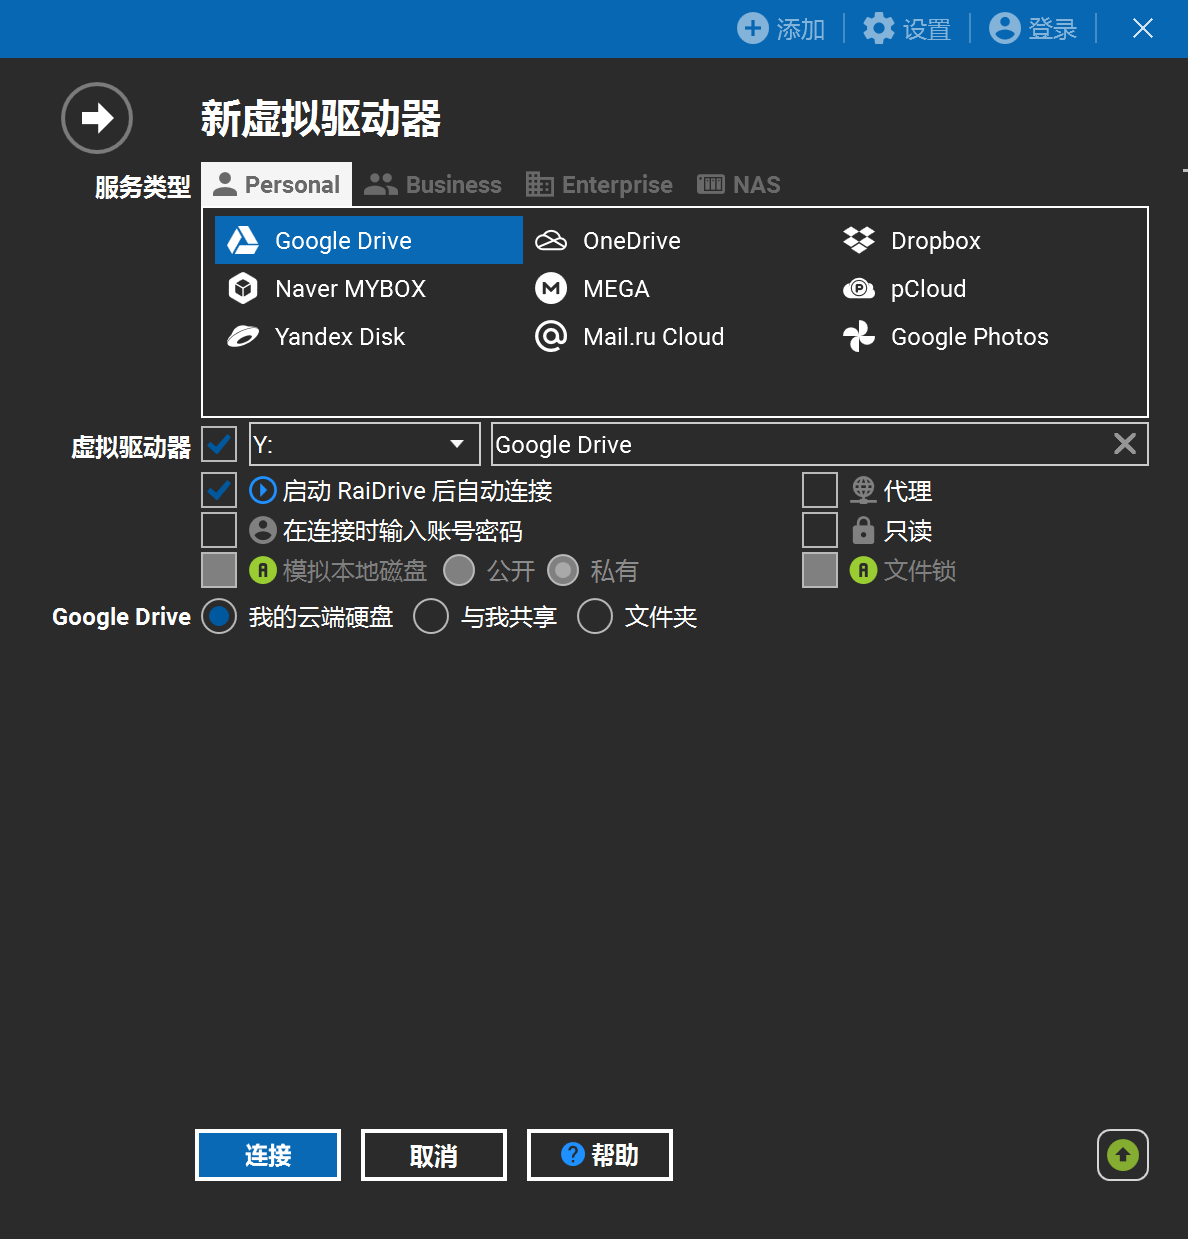 添加 设置 登录
新虚拟驱动器
服务类型 Personal Business Enterprise NAS
Google Drive OneDrive Dropbox
Naver MYBOX MEGA pCloud
Yandex Disk Mail.ru Cloud Google Photos
虚拟驱动器 Y: Google Drive
启动 RaiDrive 后自动连接 代理
在连接时输入账号密码 只读
A 模拟本地磁盘 公开 私有 A 文件锁
Google Drive 我的云端硬盘 与我共享 文件夹
连接 取消 ? 帮助